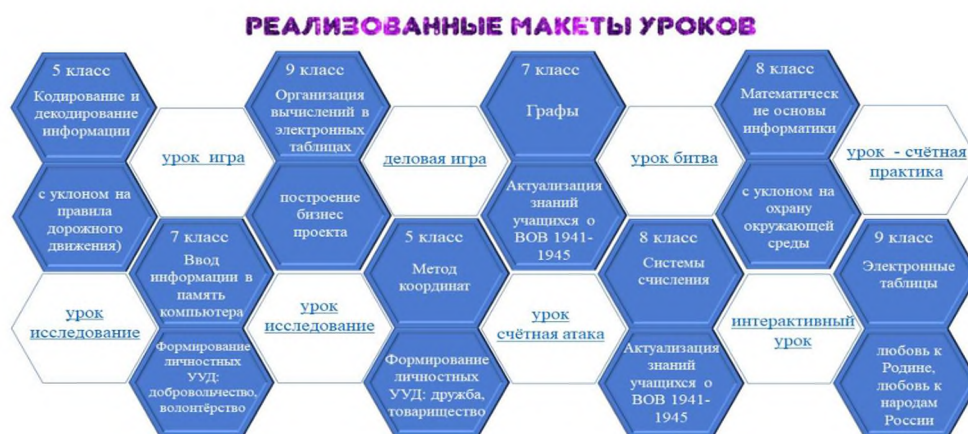 РЕАЛИЗОВАННЫЕ МАКЕТЫ УРОКОВ
5 класс
Кодирование и
декодирование
информации
с уклоном на
правила
дорожного
движения)
урок игра
9 класс
Организация
вычислений в
электронных
таблицах
построение
бизнес
проекта
деловая игра
7 класс
Графы
Актуализация
знаний
учащихся о
ВОВ 1941-
1945
урок битва
8 класс
Математическ
ие основы
информатики
с уклоном на
охрану
окружающей
среды
урок - счётная
практика
урок
исследование
7 класс
Ввод
информации в
память
компьютера
Формирование
личностных
УУД:
добровольчество,
волонтёрство
урок
исследование
5 класс
Метод
координат
Формирование
личностных
УУД: дружба,
товарищество
урок
счётная атака
8 класс
Системы
счисления
Актуализация
знаний
учащихся о
ВОВ 1941-
1945
интерактивный
урок
9 класс
Электронные
таблицы
любовь к
Родине,
любовь к
народам
России